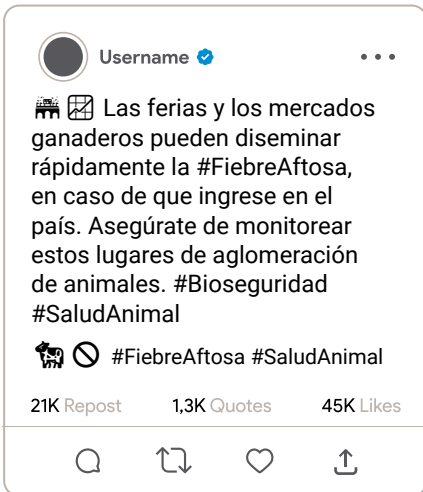 Username
Las ferias y los mercados
ganaderos pueden diseminar
rápidamente la #FiebreAftosa,
en caso de que ingrese en el
país. Asegúrate de monitorear
estos lugares de aglomeración
de animales. #Bioseguridad
#SaludAnimal
#FiebreAftosa #SaludAnimal
21K Repost 1,3K Quotes 45K Likes